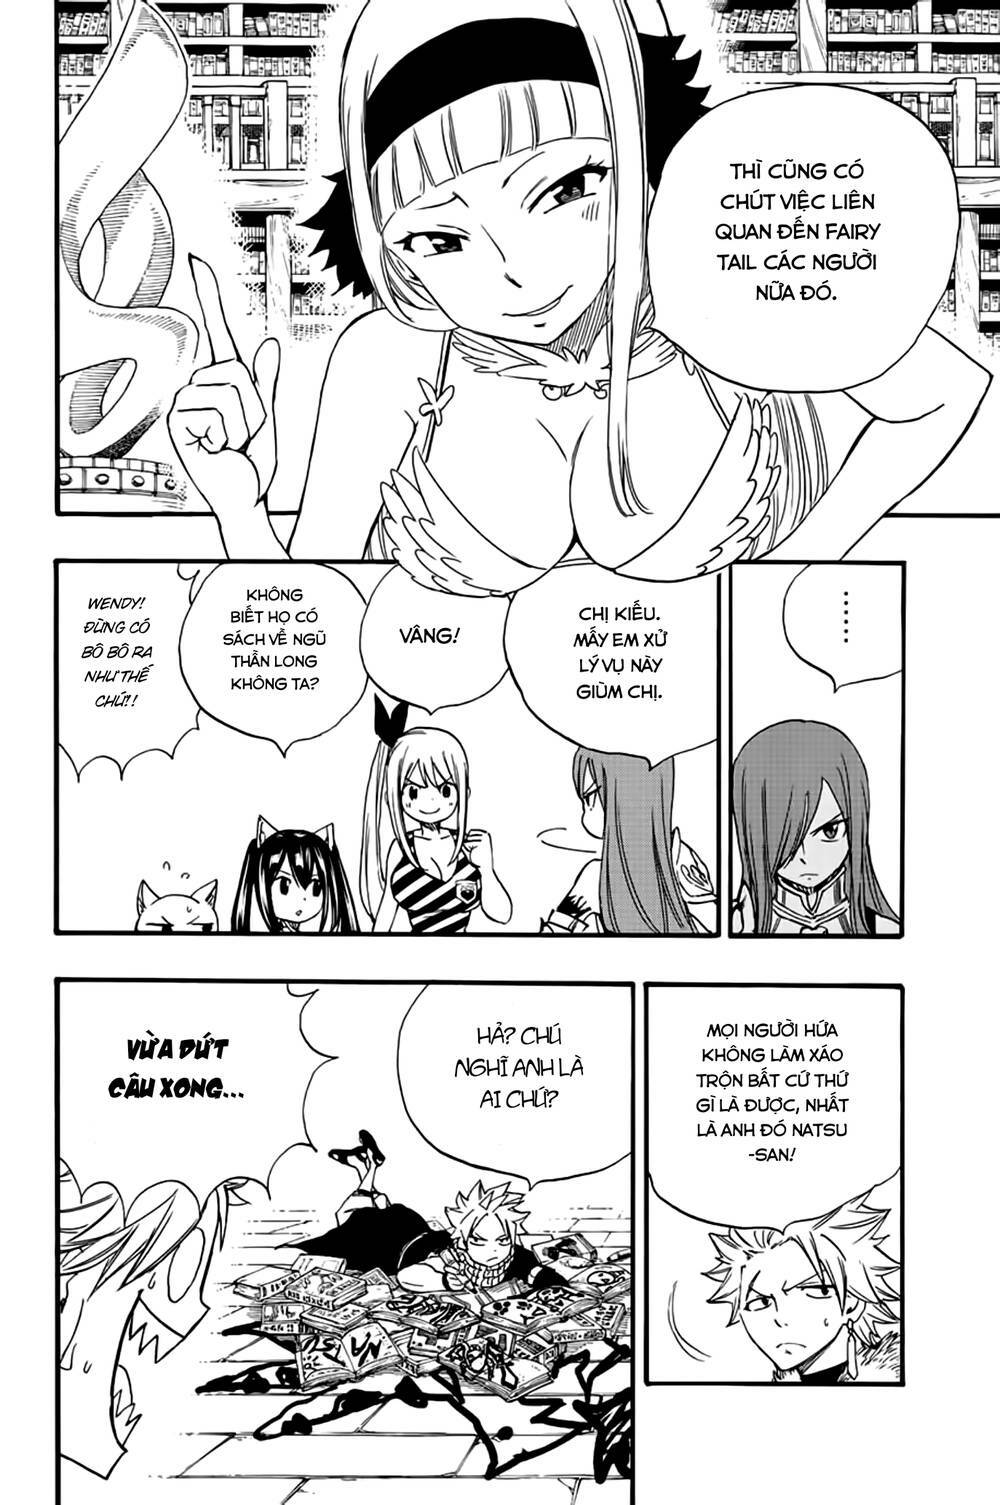 THÌ CŨNG CÓ
CHÚT VIỆC LIÊN
QUAN ĐẾN FAIRY
TAIL CÁC NGƯỜI
NỮA ĐÓ.
WENDY!
ĐỪNG CÓ
BÔ BÔ RA
NHƯ THẾ
CHỨ!!
KHÔNG
BIẾT HỌ CÓ
SÁCH VỀ NGŨ
THẦN LONG
KHÔNG TA?
VÂNG!
CHỊ KIẾU.
MẤY EM XỬ
LÝ VỤ NÀY
GIÙM CHỊ.
......
VỪA DỨT
CÂU XONG...
HẢ? CHÚ
NGHĨ ANH LÀ
AI CHỨ?
MỌI NGƯỜI HỨA
KHÔNG LÀM XÁO
TRỘN BẤT CỨ THỨ
GÌ LÀ ĐƯỢC, NHẤT
LÀ ANH ĐÓ NATSU
-SAN!